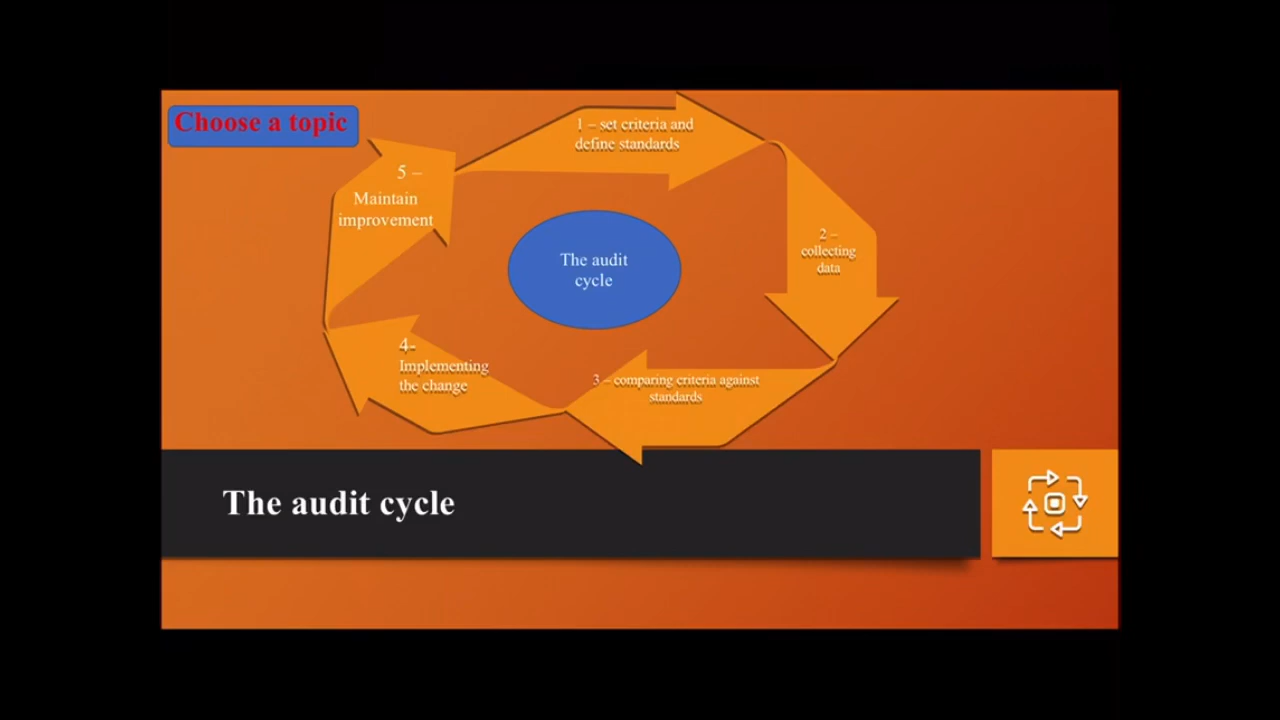 Choose a topic
1 – set criteria and
define standards
2 –
collecting
data
3 – comparing criteria against
standards
4-
Implementing
the change
5 –
Maintain
improvement
The audit
cycle
The audit cycle